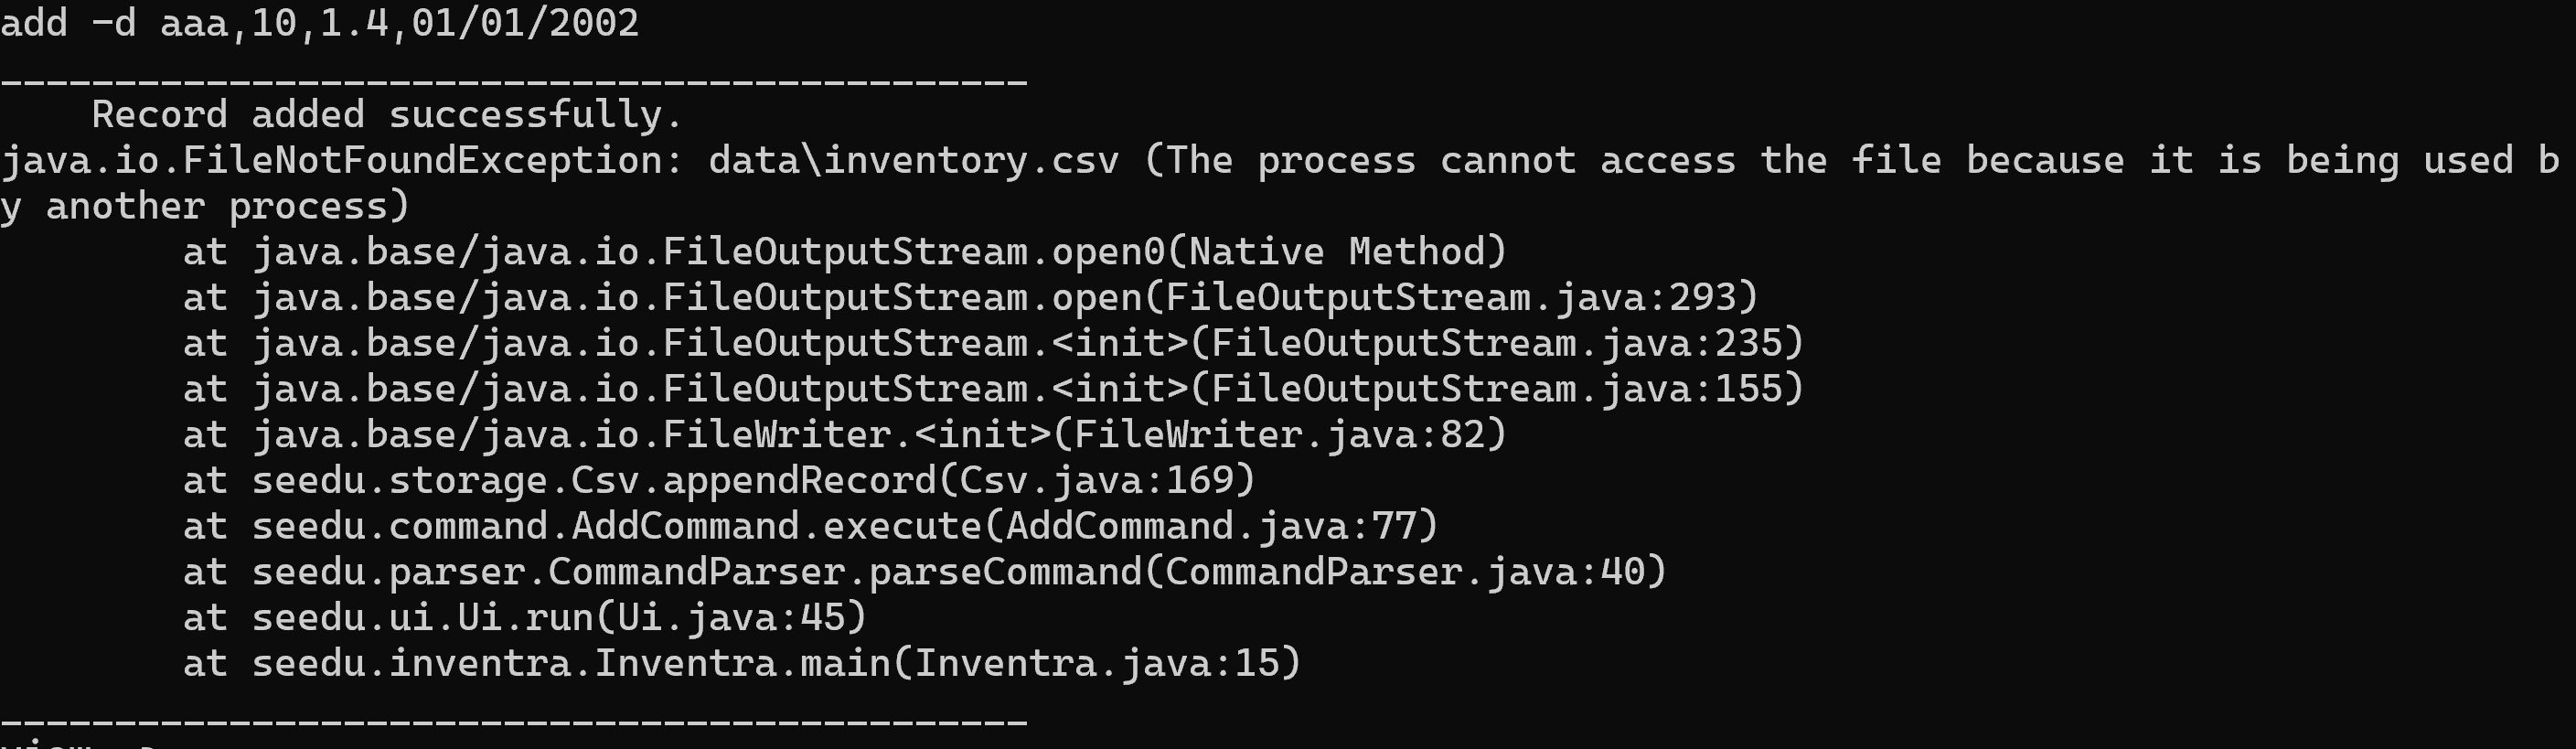 add -d aaa,10,1.4,01/01/2002
_____________________________________________
    Record added successfully.
java.io.FileNotFoundException: data\inventory.csv (The process cannot access the file because it is being used b
y another process)
        at java.base/java.io.FileOutputStream.open0(Native Method)
        at java.base/java.io.FileOutputStream.open(FileOutputStream.java:293)
        at java.base/java.io.FileOutputStream.<init>(FileOutputStream.java:235)
        at java.base/java.io.FileOutputStream.<init>(FileOutputStream.java:155)
        at java.base/java.io.FileWriter.<init>(FileWriter.java:82)
        at seedu.storage.Csv.appendRecord(Csv.java:169)
        at seedu.command.AddCommand.execute(AddCommand.java:77)
        at seedu.parser.CommandParser.parseCommand(CommandParser.java:40)
        at seedu.ui.Ui.run(Ui.java:45)
        at seedu.inventra.Inventra.main(Inventra.java:15)
_____________________________________________